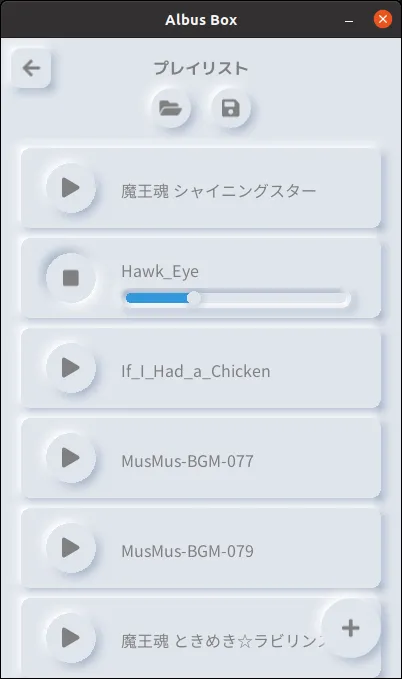 Albus Box
プレイリスト
魔王魂 シャイニングスター
Hawk_Eye
If_I_Had_a_Chicken
MusMus-BGM-077
MusMus-BGM-079
魔王魂 ときめき☆ラビリン